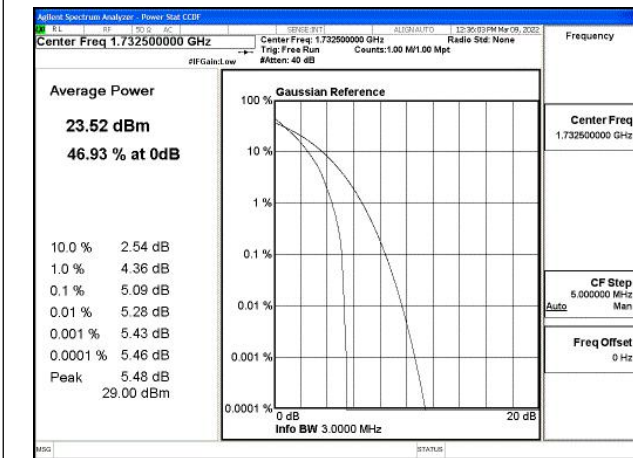 Agilent Spectrum Analyzer - Power Stat CCDF
RL RF 50 Ω AC SENSE:INT ALIGN AUTO 12:36:03 PM Mar 09, 2022
Center Freq 1.732500000 GHz
Center Freq: 1.732500000 GHz Radio Std: None
Trig: Free Run Counts:1.00 M/1.00 Mpt
#IFGain:Low #Atten: 40 dB
Frequency
Average Power
23.52 dBm
46.93 % at 0dB
10.0 % 2.54 dB
1.0 % 4.36 dB
0.1 % 5.09 dB
0.01 % 5.28 dB
0.001 % 5.43 dB
0.0001 % 5.46 dB
Peak 5.48 dB
29.00 dBm
Gaussian Reference
100 %
10 %
1 %
0.1 %
0.01 %
0.001 %
0.0001 %
0 dB 20 dB
Info BW 3.0000 MHz
Center Freq
1.732500000 GHz
CF Step
5.000000 MHz
Auto Man
Freq Offset
0 Hz
MSG STATUS